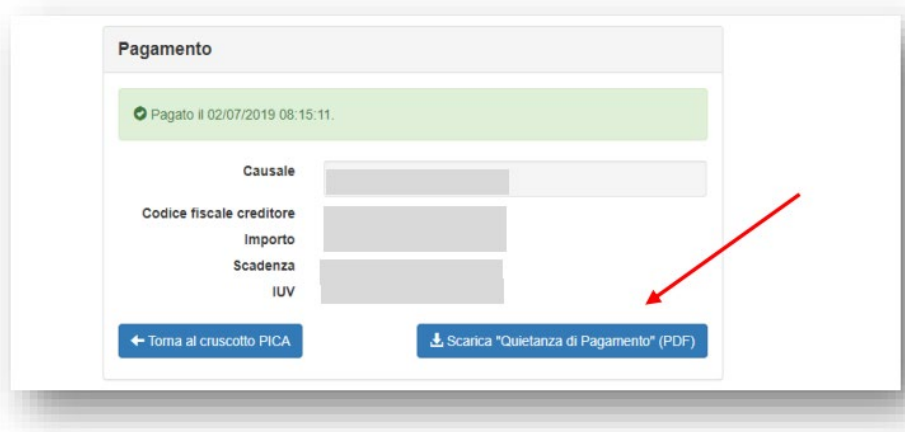 Pagamento
Pagato il 02/07/2019 08:15:11.
Causale
Codice fiscale creditore
Importo
Scadenza
IUV
Torna al cruscotto PICA
Scarica "Quietanza di Pagamento" (PDF)